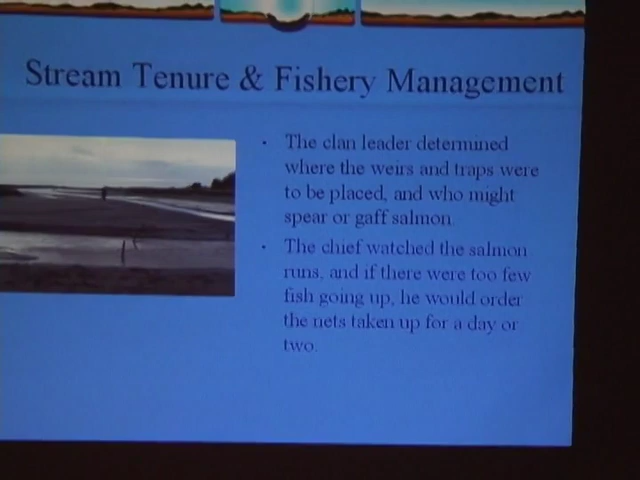 Stream Tenure & Fishery Management
• The clan leader determined
where the weirs and traps were
to be placed, and who might
spear or gaff salmon.
• The chief watched the salmon
runs, and if there were too few
fish going up, he would order
the nets taken up for a day or
two.